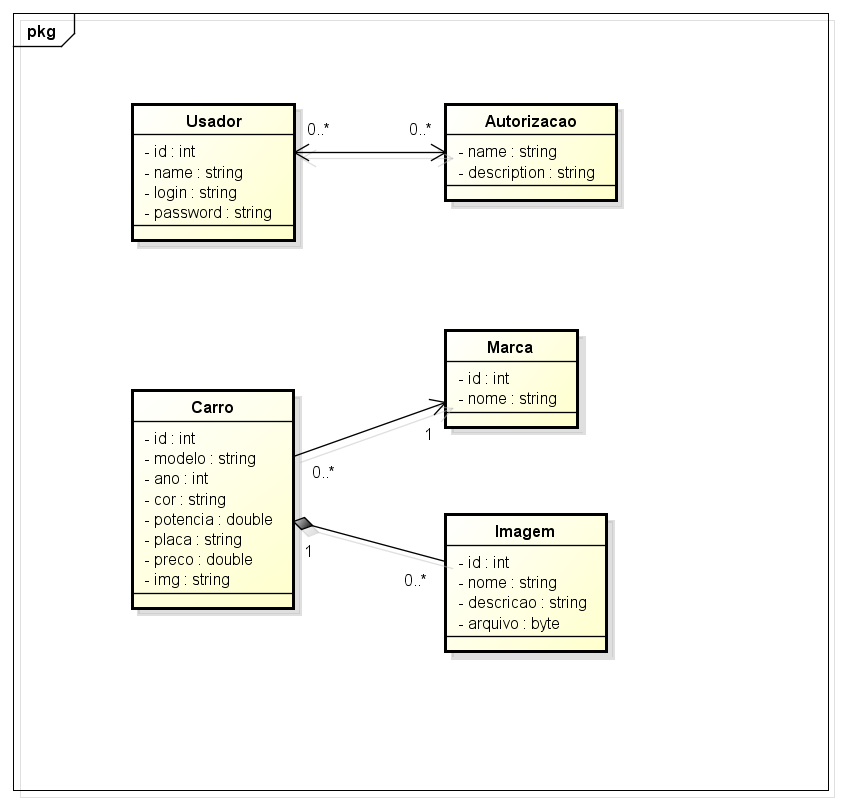 pkg
Usador
- id : int
- name : string
- login : string
- password : string
0..*
0..*
Autorizacao
- name : string
- description : string
Marca
- id : int
- nome : string
Carro
- id : int
- modelo : string
- ano : int
- cor : string
- potencia : double
- placa : string
- preco : double
- img : string
1
0..*
1
0..*
Imagem
- id : int
- nome : string
- descricao : string
- arquivo : byte